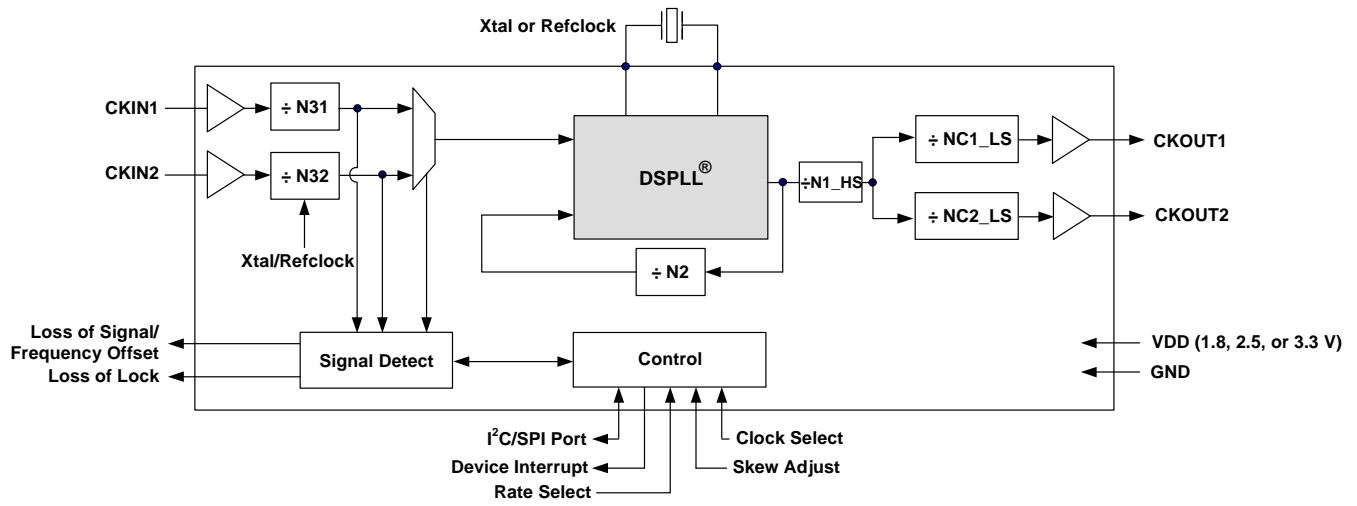 Xtal or Refclock
CKIN1
÷ N31
CKIN2
÷ N32
Xtal/Refclock
DSPLL®
÷N1_HS
÷ NC1_LS
CKOUT1
÷ NC2_LS
CKOUT2
÷ N2
Loss of Signal/
Frequency Offset
Loss of Lock
Signal Detect
Control
VDD (1.8, 2.5, or 3.3 V)
GND
I²C/SPI Port
Device Interrupt
Rate Select
Clock Select
Skew Adjust